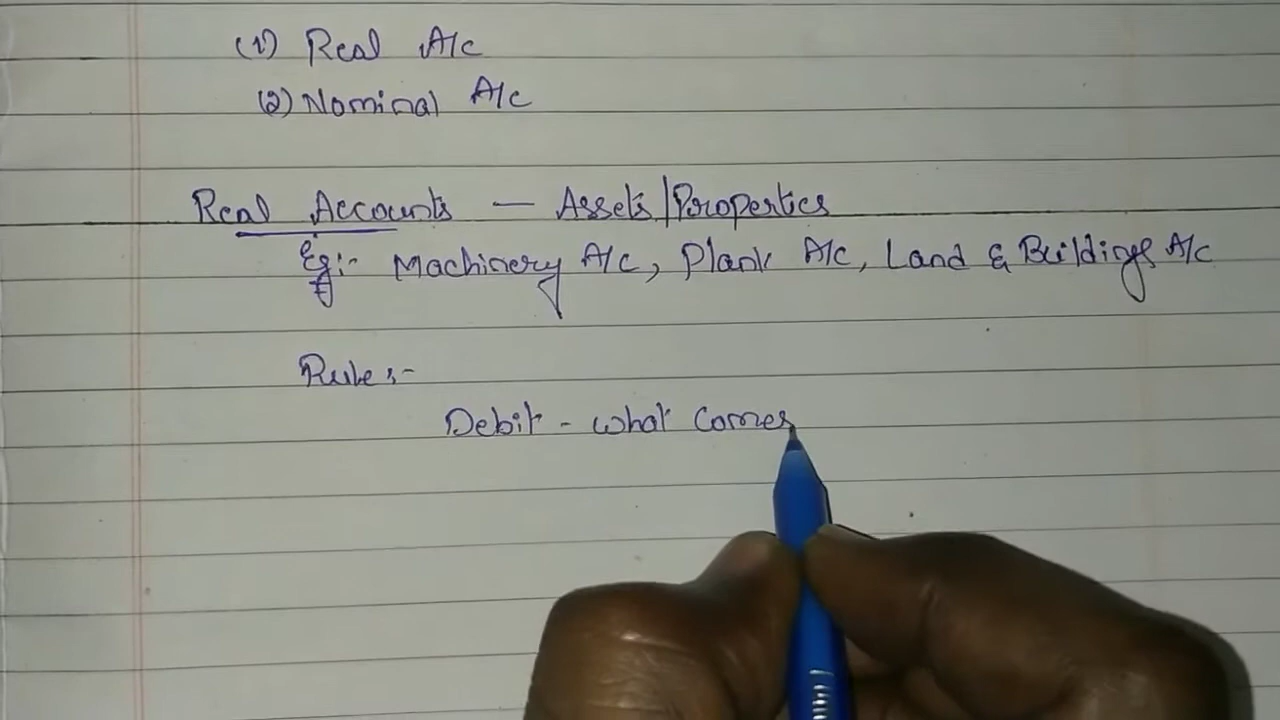 (1) Real A/c
(2) Nominal A/c
Real Accounts — Assets/Properties
Eg:- Machinery A/c, Plant A/c, Land & Buildings A/c
Rule:-
Debit - What Comes